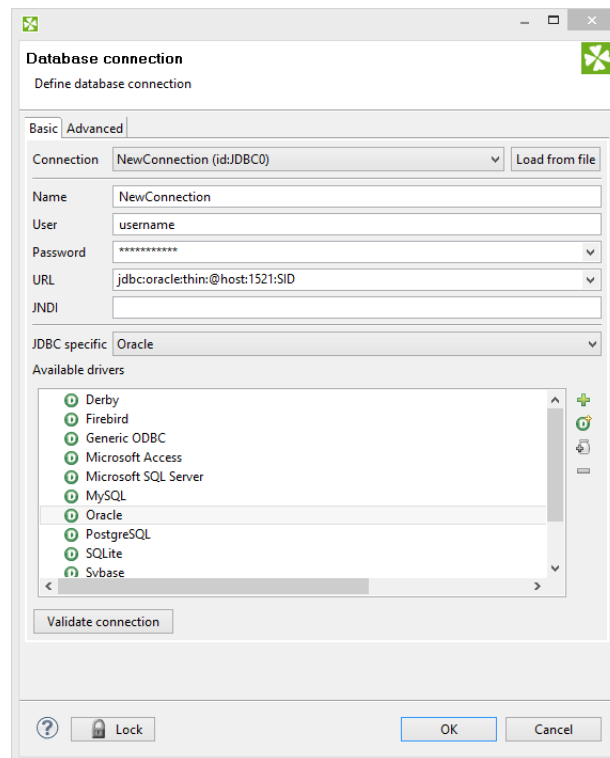 Database connection
Define database connection
Basic Advanced
Connection NewConnection (id:JDBC0) Load from file
Name NewConnection
User username
Password ***********
URL jdbc:oracle:thin:@host:1521:SID
JNDI
JDBC specific Oracle
Available drivers
Derby
Firebird
Generic ODBC
Microsoft Access
Microsoft SQL Server
MySQL
Oracle
PostgreSQL
SQLite
Sybase
Validate connection
Lock OK Cancel